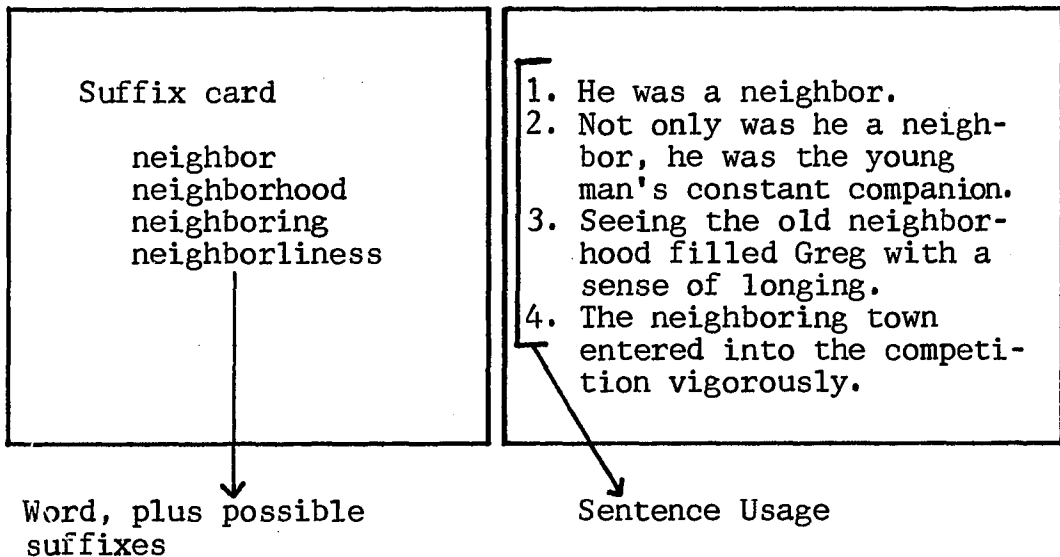 Suffix card
neighbor
neighborhood
neighboring
neighborliness
1. He was a neighbor.
2. Not only was he a neigh-
bor, he was the young
man's constant companion.
3. Seeing the old neighbor-
hood filled Greg with a
sense of longing.
4. The neighboring town
entered into the competi-
tion vigorously.
Word, plus possible
suffixes
Sentence Usage